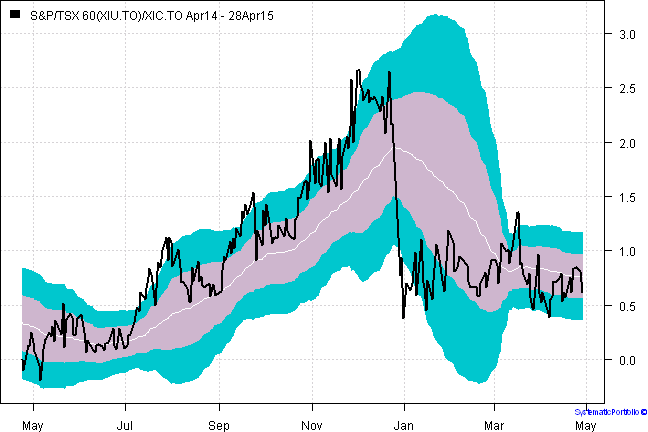 S&P/TSX 60(XIU.TO)/XIC.TO Apr14 - 28Apr15
3.0
2.5
2.0
1.5
1.0
0.5
0.0
SystematicPortfolio ©
May Jul Sep Nov Jan Mar May